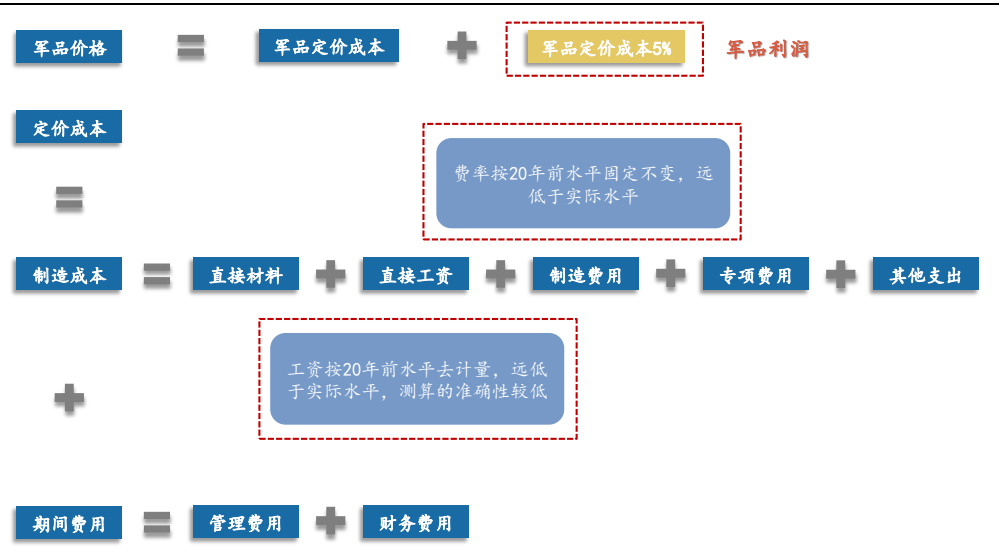 军品价格 = 军品定价成本 + 军品定价成本5% 军品利润
定价成本
=
费率按20年前水平固定不变，远
低于实际水平
制造成本 = 直接材料 + 直接工资 + 制造费用 + 专项费用 + 其他支出
工资按20年前水平去计量，远低
于实际水平，测算的准确性较低
+
期间费用 = 管理费用 + 财务费用